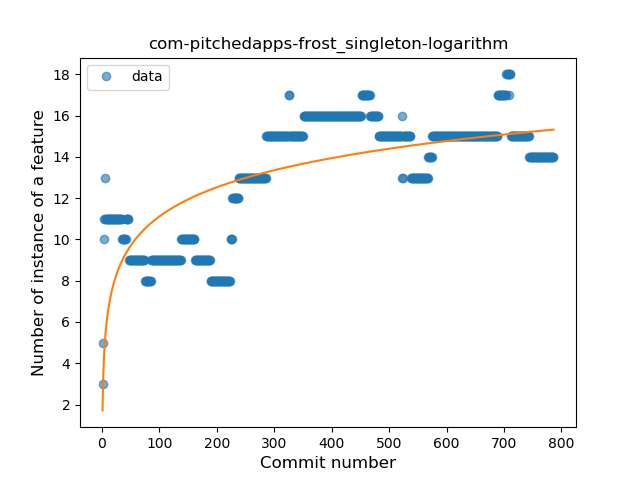 com-pitchedapps-frost_singleton-logarithm
data
Number of instance of a feature
18
16
14
12
10
8
6
4
2
0 100 200 300 400 500 600 700 800
Commit number